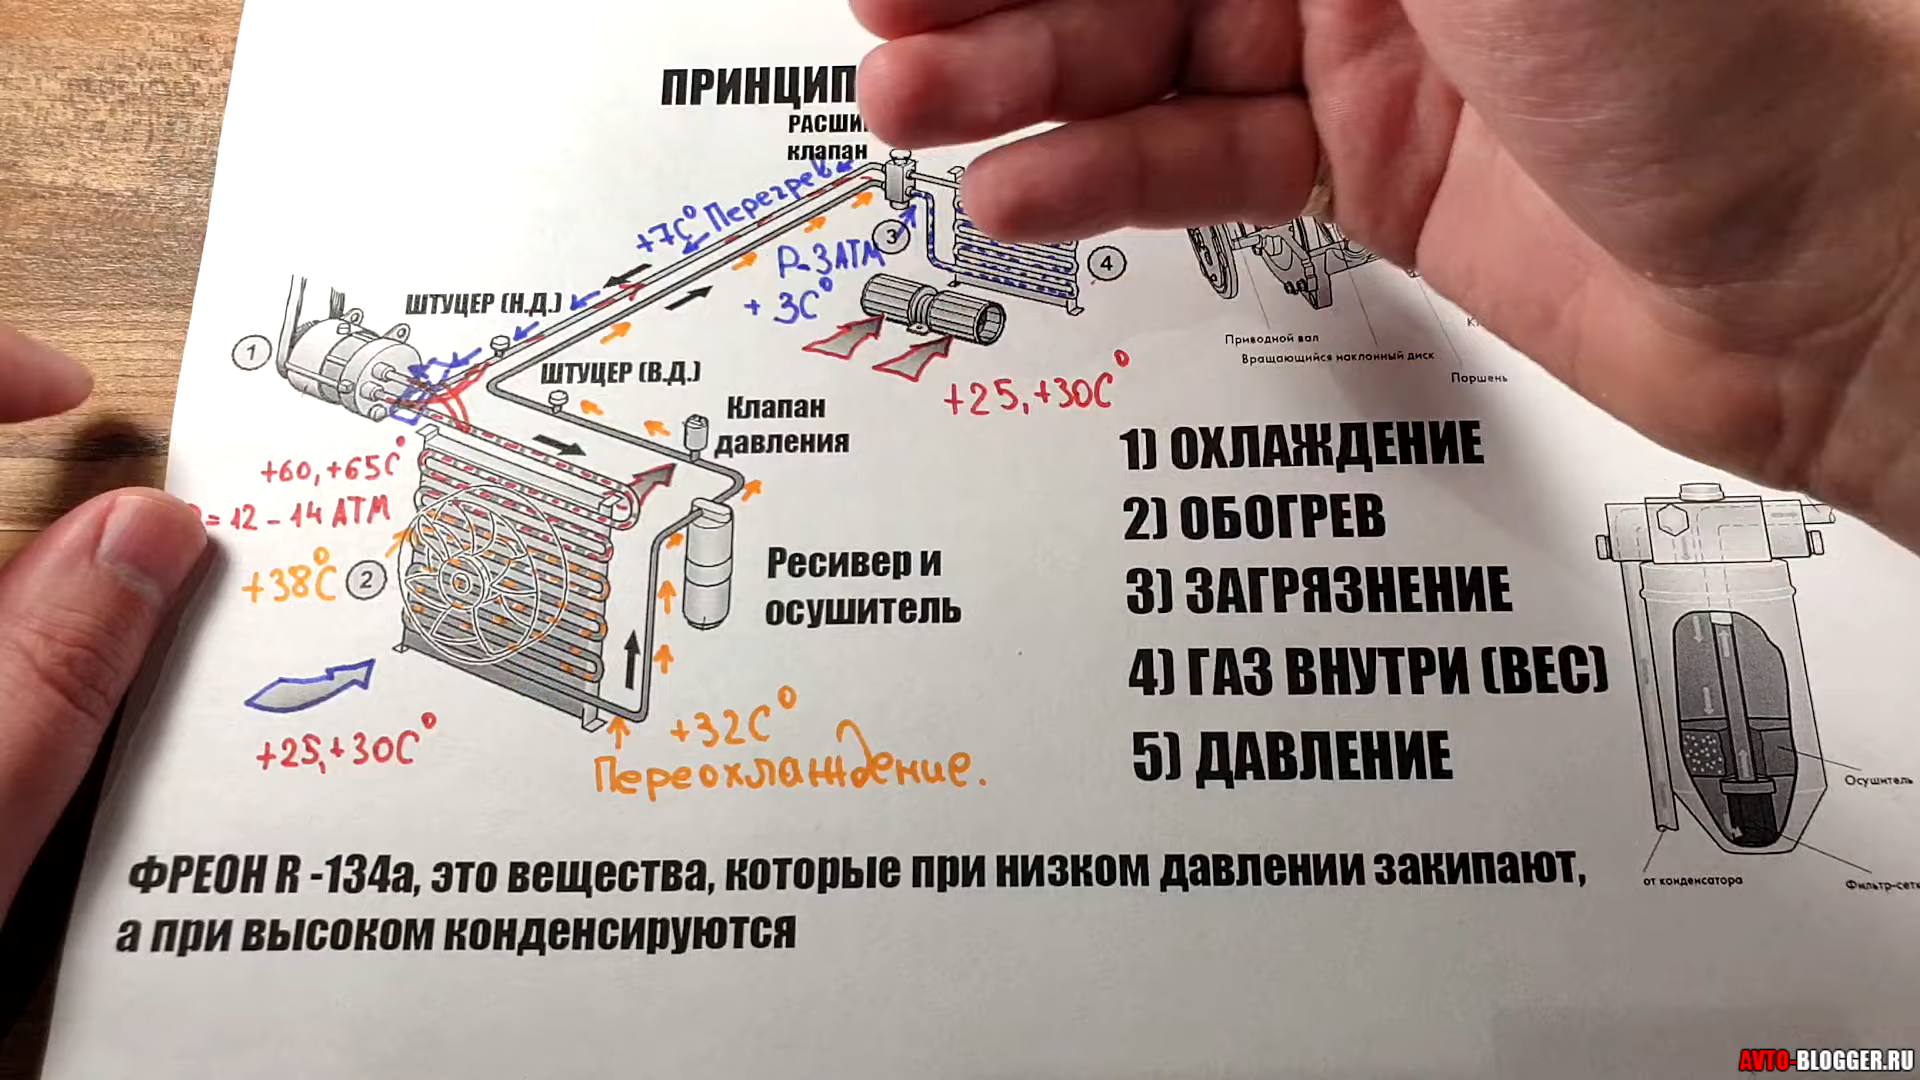 ПРИНЦИП
клапан
+7С° Перегрев
3
Р-3АТМ
+3С°
4
ШТУЦЕР (Н.Д.)
1
ШТУЦЕР (В.Д.)
Клапан
давления
+25,+30С°
Приводной вал
Вращающийся наклонный диск
Поршень
+60,+65С°
= 12 - 14 АТМ
+38С°
2
Ресивер и
осушитель
+25,+30С°
+32С°
Переохлаждение.
1) ОХЛАЖДЕНИЕ
2) ОБОГРЕВ
3) ЗАГРЯЗНЕНИЕ
4) ГАЗ ВНУТРИ (ВЕС)
5) ДАВЛЕНИЕ
Осушитель
от конденсатора
ФРЕОН R -134a, это вещества, которые при низком давлении закипают,
а при высоком конденсируются
AVTO-BLOGGER.RU